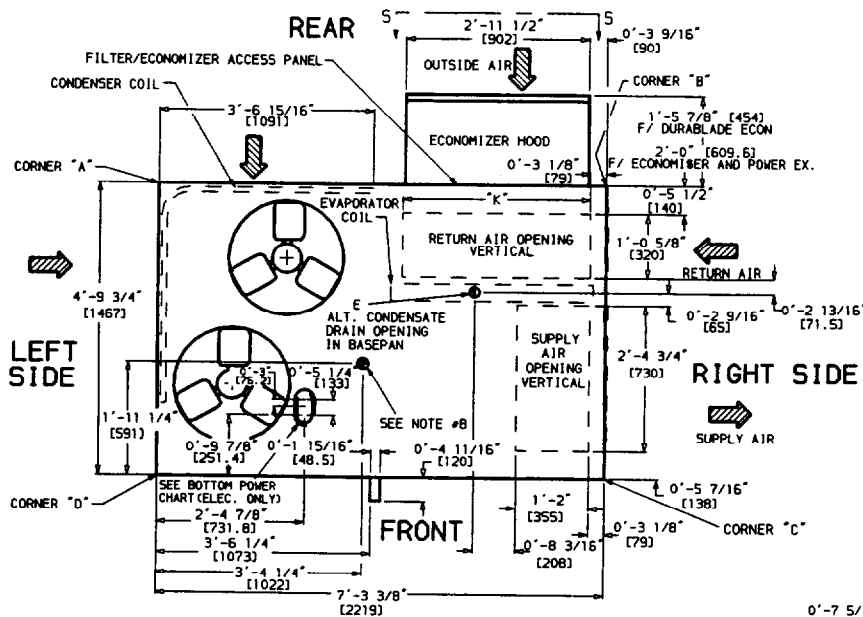 REAR
S
S
2'-11 1/2"
[902]
0'-3 9/16"
[90]
FILTER/ECONOMIZER ACCESS PANEL
OUTSIDE AIR
CORNER "B"
CONDENSER COIL
3'-6 15/16"
[1091]
1'-5 7/8" [454]
F/ DURABLADE ECON
ECONOMIZER HOOD
2'-0" [609.6]
F/ ECONOMISER AND POWER EX.
0'-3 1/8"
[79]
CORNER "A"
EVAPORATOR
COIL
"K"
0'-5 1/2"
[140]
RETURN AIR OPENING
VERTICAL
1'-0 5/8"
[320]
RETURN AIR
4'-9 3/4"
[1467]
E
ALT. CONDENSATE
DRAIN OPENING
IN BASEPAN
0'-2 9/16"
[65]
0'-2 13/16"
[71.5]
SUPPLY
AIR
OPENING
VERTICAL
2'-4 3/4"
[730]
LEFT
SIDE
RIGHT SIDE
SUPPLY AIR
0'-3"
[76.2]
0'-5 1/4
[133]
1'-11 1/4"
[591]
SEE NOTE #8
0'-9 7/8"
[251.4]
0'-1 15/16"
[48.5]
0'-4 11/16"
[120]
CORNER "D"
SEE BOTTOM POWER
CHART(ELEC. ONLY)
0'-5 7/16"
[138]
CORNER "C"
2'-4 7/8"
[731.8]
FRONT
1'-2"
[355]
0'-3 1/8"
[79]
3'-6 1/4"
[1073]
0'-8 3/16"
[208]
3'-4 1/4"
[1022]
7'-3 3/8"
[2219]
0'-7 5/